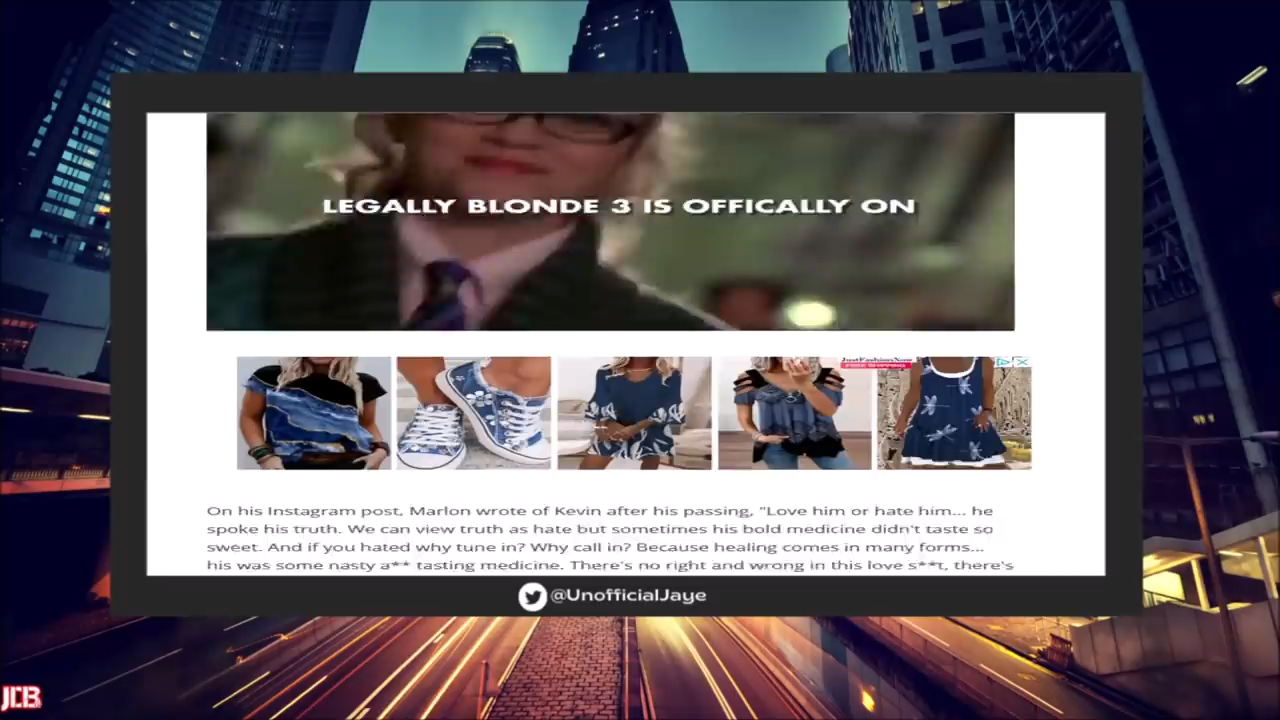 LEGALLY BLONDE 3 IS OFFICALLY ON
JustFashionNow
FREE SHIPPING
On his Instagram post, Marlon wrote of Kevin after his passing, "Love him or hate him... he
spoke his truth. We can view truth as hate but sometimes his bold medicine didn't taste so
sweet. And if you hated why tune in? Why call in? Because healing comes in many forms...
his was some nasty a** tasting medicine. There's no right and wrong in this love s**t, there's
@UnofficialJaye
JCB